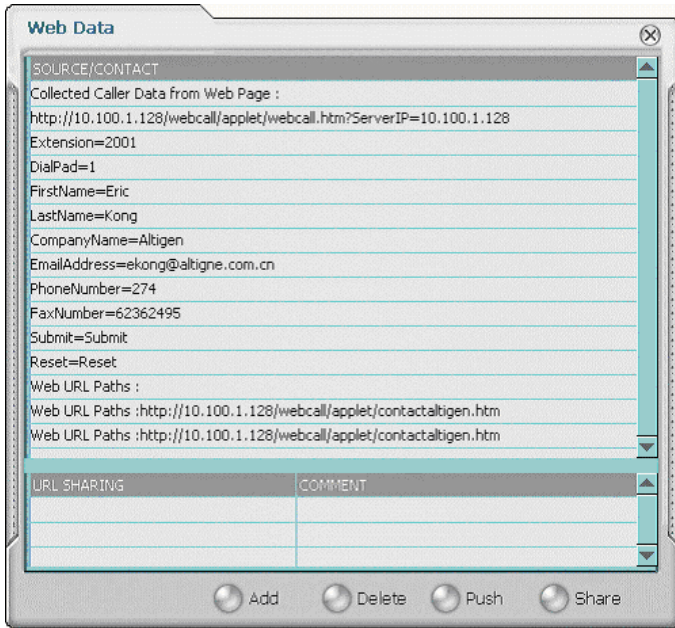 Web Data
SOURCE/CONTACT
Collected Caller Data from Web Page :
http://10.100.1.128/webcall/applet/webcall.htm?ServerIP=10.100.1.128
Extension=2001
DialPad=1
FirstName=Eric
LastName=Kong
CompanyName=Altigen
EmailAddress=ekong@altigne.com.cn
PhoneNumber=274
FaxNumber=62362495
Submit=Submit
Reset=Reset
Web URL Paths :
Web URL Paths :http://10.100.1.128/webcall/applet/contactaltigen.htm
Web URL Paths :http://10.100.1.128/webcall/applet/contactaltigen.htm
URL SHARING COMMENT
Add Delete Push Share